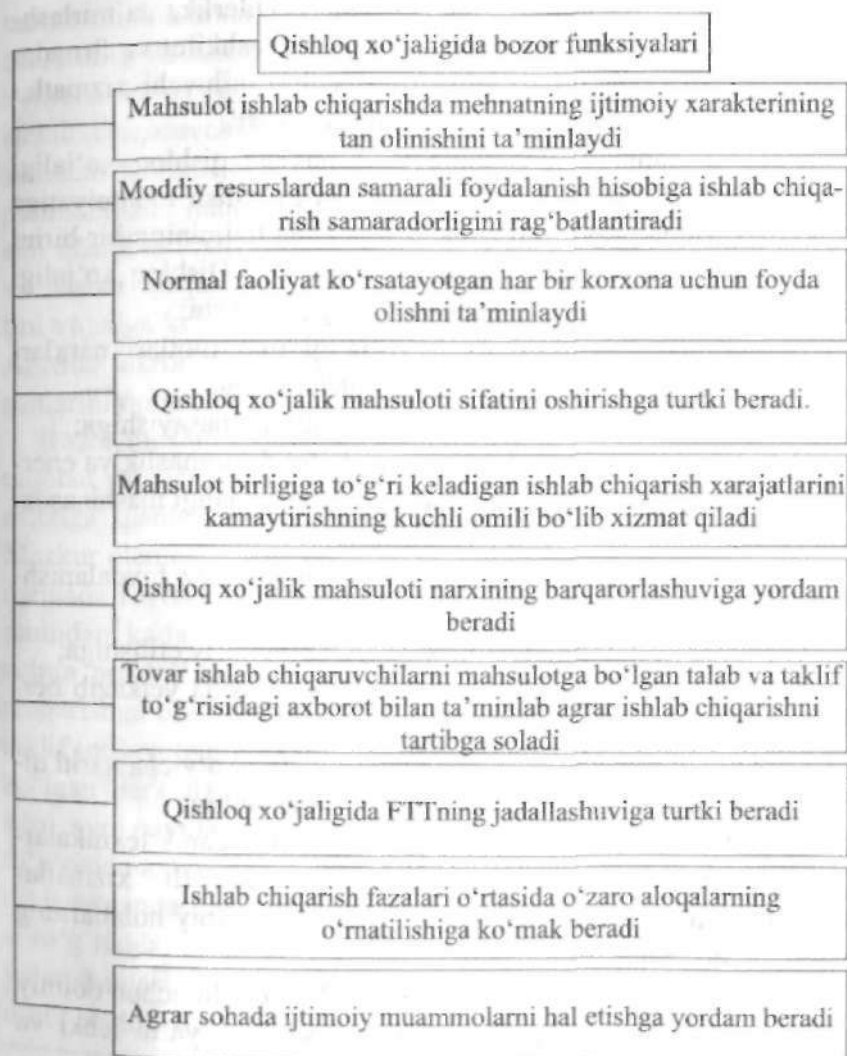 Qishloq xo‘jaligida bozor funksiyalari
Mahsulot ishlab chiqarishda mehnatning ijtimoiy xarakterining
tan olinishini ta’minlaydi
Moddiy resurslardan samarali foydalanish hisobiga ishlab chiqa-
rish samaradorligini rag‘batlantiradi
Normal faoliyat ko‘rsatayotgan har bir korxona uchun foyda
olishni ta’minlaydi
Qishloq xo‘jalik mahsuloti sifatini oshirishga turtki beradi.
Mahsulot birligiga to‘g‘ri keladigan ishlab chiqarish xarajatlarini
kamaytirishning kuchli omili bo‘lib xizmat qiladi
Qishloq xo‘jalik mahsuloti narxining barqarorlashuviga yordam
beradi
Tovar ishlab chiqaruvchilarni mahsulotga bo‘lgan talab va taklif
to‘g‘risidagi axborot bilan ta’minlab agrar ishlab chiqarishni
tartibga soladi
Qishloq xo‘jaligida FTTning jadallashuviga turtki beradi
Ishlab chiqarish fazalari o‘rtasida o‘zaro aloqalarning
o‘rnatilishiga ko‘mak beradi
Agrar sohada ijtimoiy muammolarni hal etishga yordam beradi